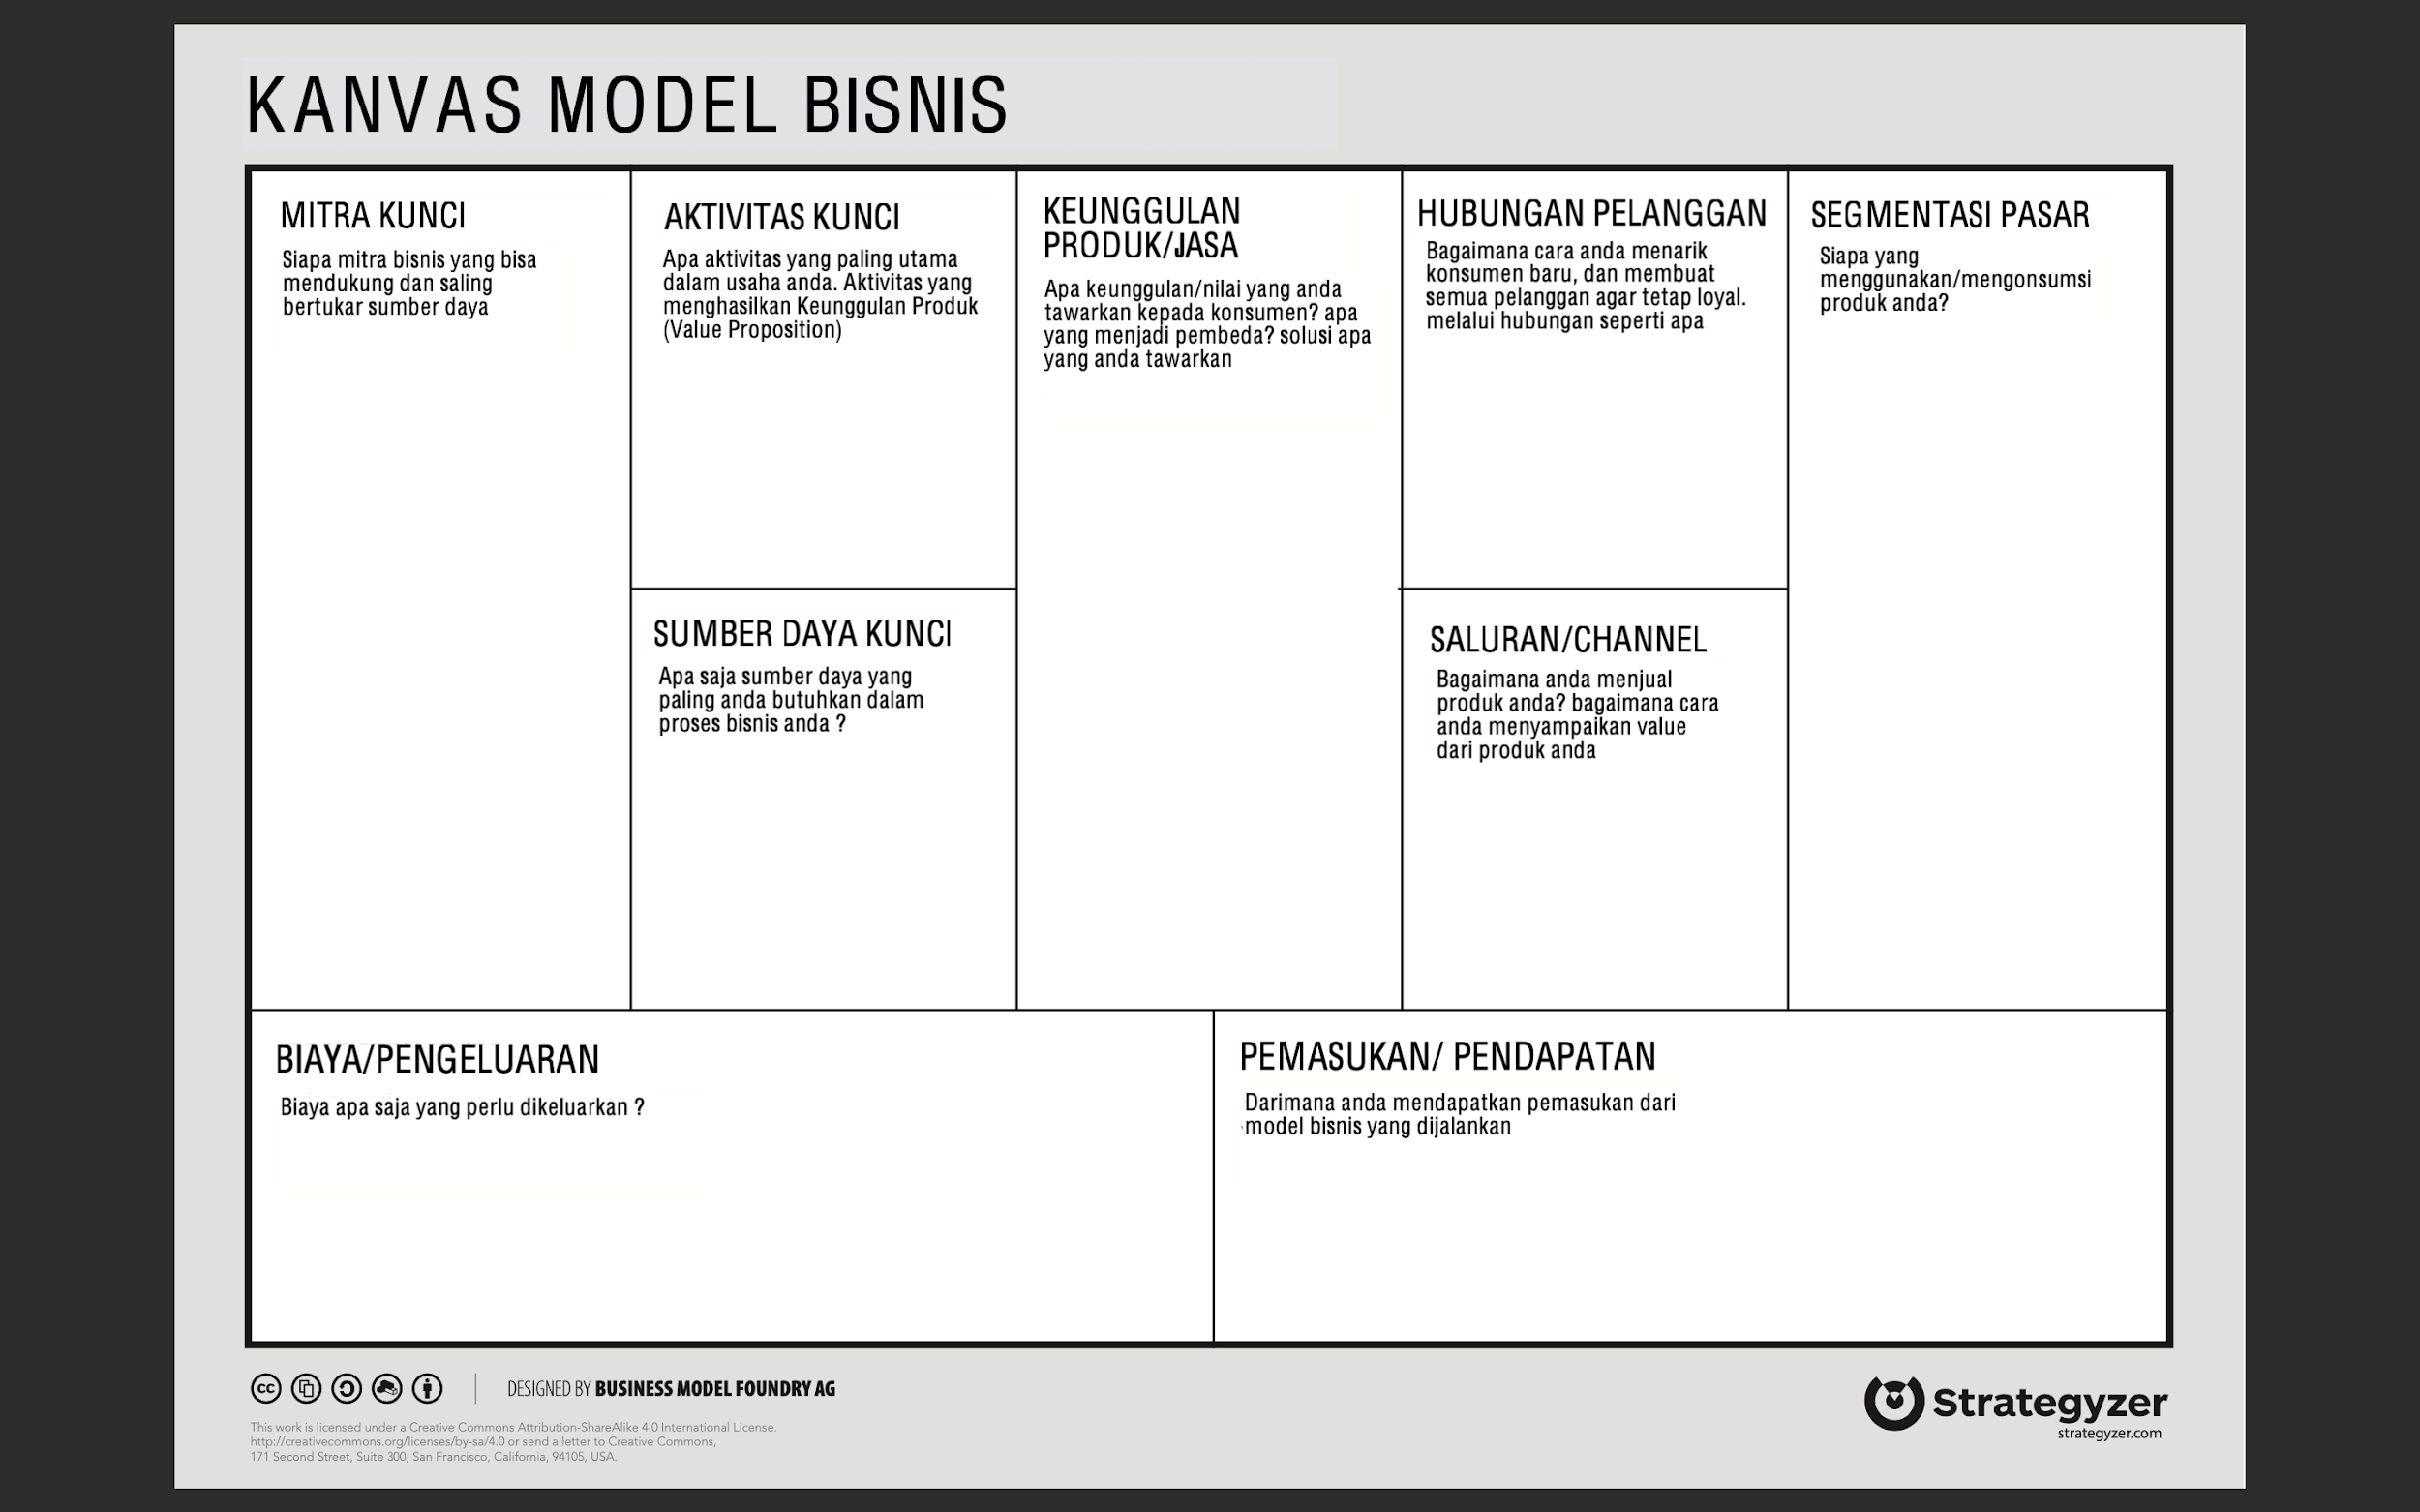 KANVAS MODEL BISNIS
MITRA KUNCI
Siapa mitra bisnis yang bisa
mendukung dan saling
bertukar sumber daya
AKTIVITAS KUNCI
Apa aktivitas yang paling utama
dalam usaha anda. Aktivitas yang
menghasilkan Keunggulan Produk
(Value Proposition)
SUMBER DAYA KUNCI
Apa saja sumber daya yang
paling anda butuhkan dalam
proses bisnis anda ?
KEUNGGULAN
PRODUK/JASA
Apa keunggulan/nilai yang anda
tawarkan kepada konsumen? apa
yang menjadi pembeda? solusi apa
yang anda tawarkan
HUBUNGAN PELANGGAN
Bagaimana cara anda menarik
konsumen baru, dan membuat
semua pelanggan agar tetap loyal.
melalui hubungan seperti apa
SALURAN/CHANNEL
Bagaimana anda menjual
produk anda? bagaimana cara
anda menyampaikan value
dari produk anda
SEGMENTASI PASAR
Siapa yang
menggunakan/mengonsumsi
produk anda?
BIAYA/PENGELUARAN
Biaya apa saja yang perlu dikeluarkan ?
PEMASUKAN/ PENDAPATAN
Darimana anda mendapatkan pemasukan dari
model bisnis yang dijalankan
cc
DESIGNED BY BUSINESS MODEL FOUNDRY AG
This work is licensed under a Creative Commons Attribution-ShareAlike 4.0 International License.
http://creativecommons.org/licenses/by-sa/4.0 or send a letter to Creative Commons,
171 Second Street, Suite 300, San Francisco, California, 94105, USA.
Strategyzer
strategyzer.com